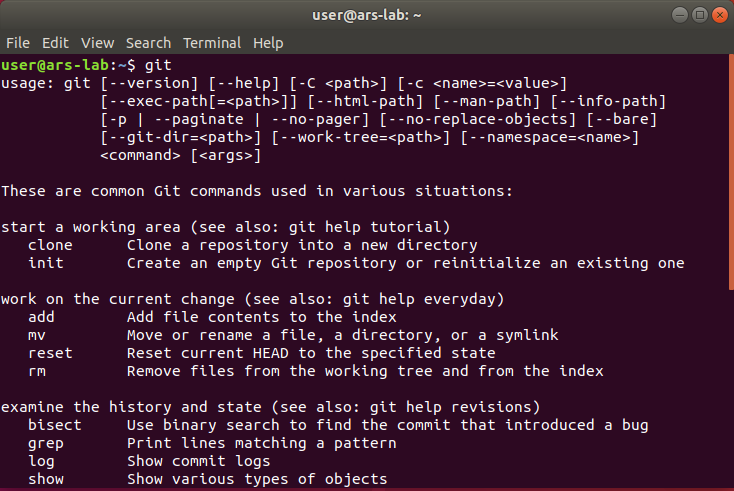 user@ars-lab: ~
File Edit View Search Terminal Help
user@ars-lab:~$ git
usage: git [--version] [--help] [-C <path>] [-c <name>=<value>]
           [--exec-path[=<path>]] [--html-path] [--man-path] [--info-path]
           [-p | --paginate | --no-pager] [--no-replace-objects] [--bare]
           [--git-dir=<path>] [--work-tree=<path>] [--namespace=<name>]
           <command> [<args>]

These are common Git commands used in various situations:

start a working area (see also: git help tutorial)
   clone      Clone a repository into a new directory
   init       Create an empty Git repository or reinitialize an existing one

work on the current change (see also: git help everyday)
   add        Add file contents to the index
   mv         Move or rename a file, a directory, or a symlink
   reset      Reset current HEAD to the specified state
   rm         Remove files from the working tree and from the index

examine the history and state (see also: git help revisions)
   bisect     Use binary search to find the commit that introduced a bug
   grep       Print lines matching a pattern
   log        Show commit logs
   show       Show various types of objects